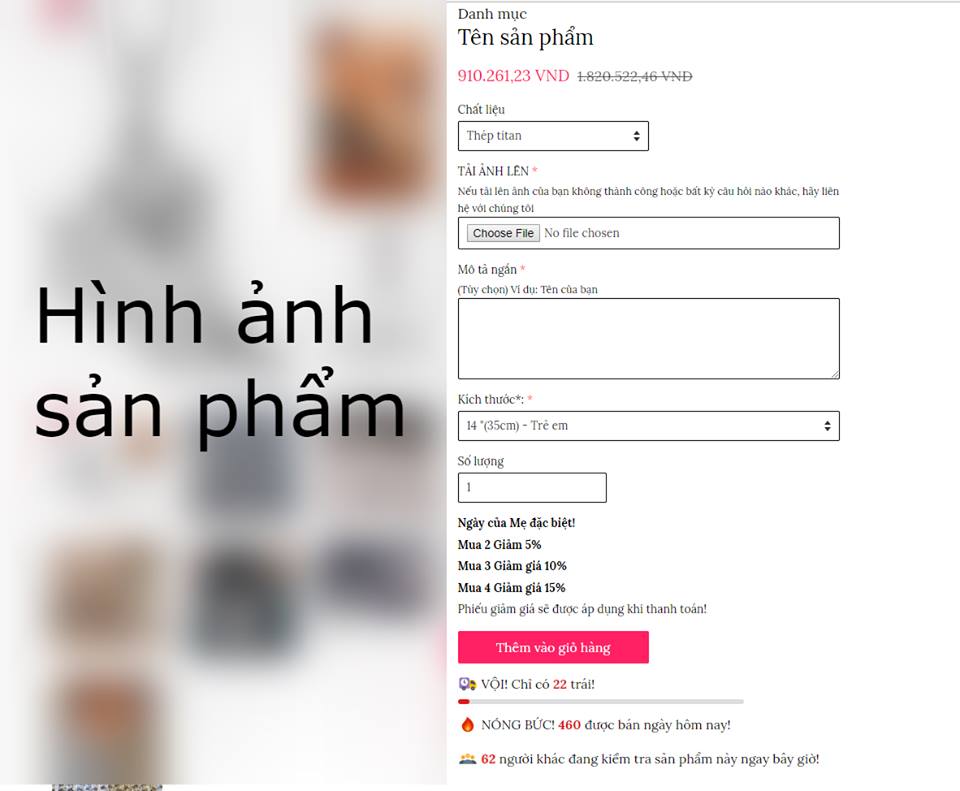 Hình ảnh
sản phẩm
Danh mục
Tên sản phẩm
910.261,23 VND 1.820.522,46 VND
Chất liệu
Thép titan
TẢI ẢNH LÊN *
Nếu tải lên ảnh của bạn không thành công hoặc bất kỳ câu hỏi nào khác, hãy liên
hệ với chúng tôi
Choose File No file chosen
Mô tả ngắn *
(Tùy chọn) Ví dụ: Tên của bạn
Kích thước*: *
14 "(35cm) - Trẻ em
Số lượng
1
Ngày của Mẹ đặc biệt!
Mua 2 Giảm 5%
Mua 3 Giảm giá 10%
Mua 4 Giảm giá 15%
Phiếu giảm giá sẽ được áp dụng khi thanh toán!
Thêm vào giỏ hàng
VỘI! Chỉ có 22 trái!
NÓNG BỨC! 460 được bán ngày hôm nay!
62 người khác đang kiểm tra sản phẩm này ngay bây giờ!